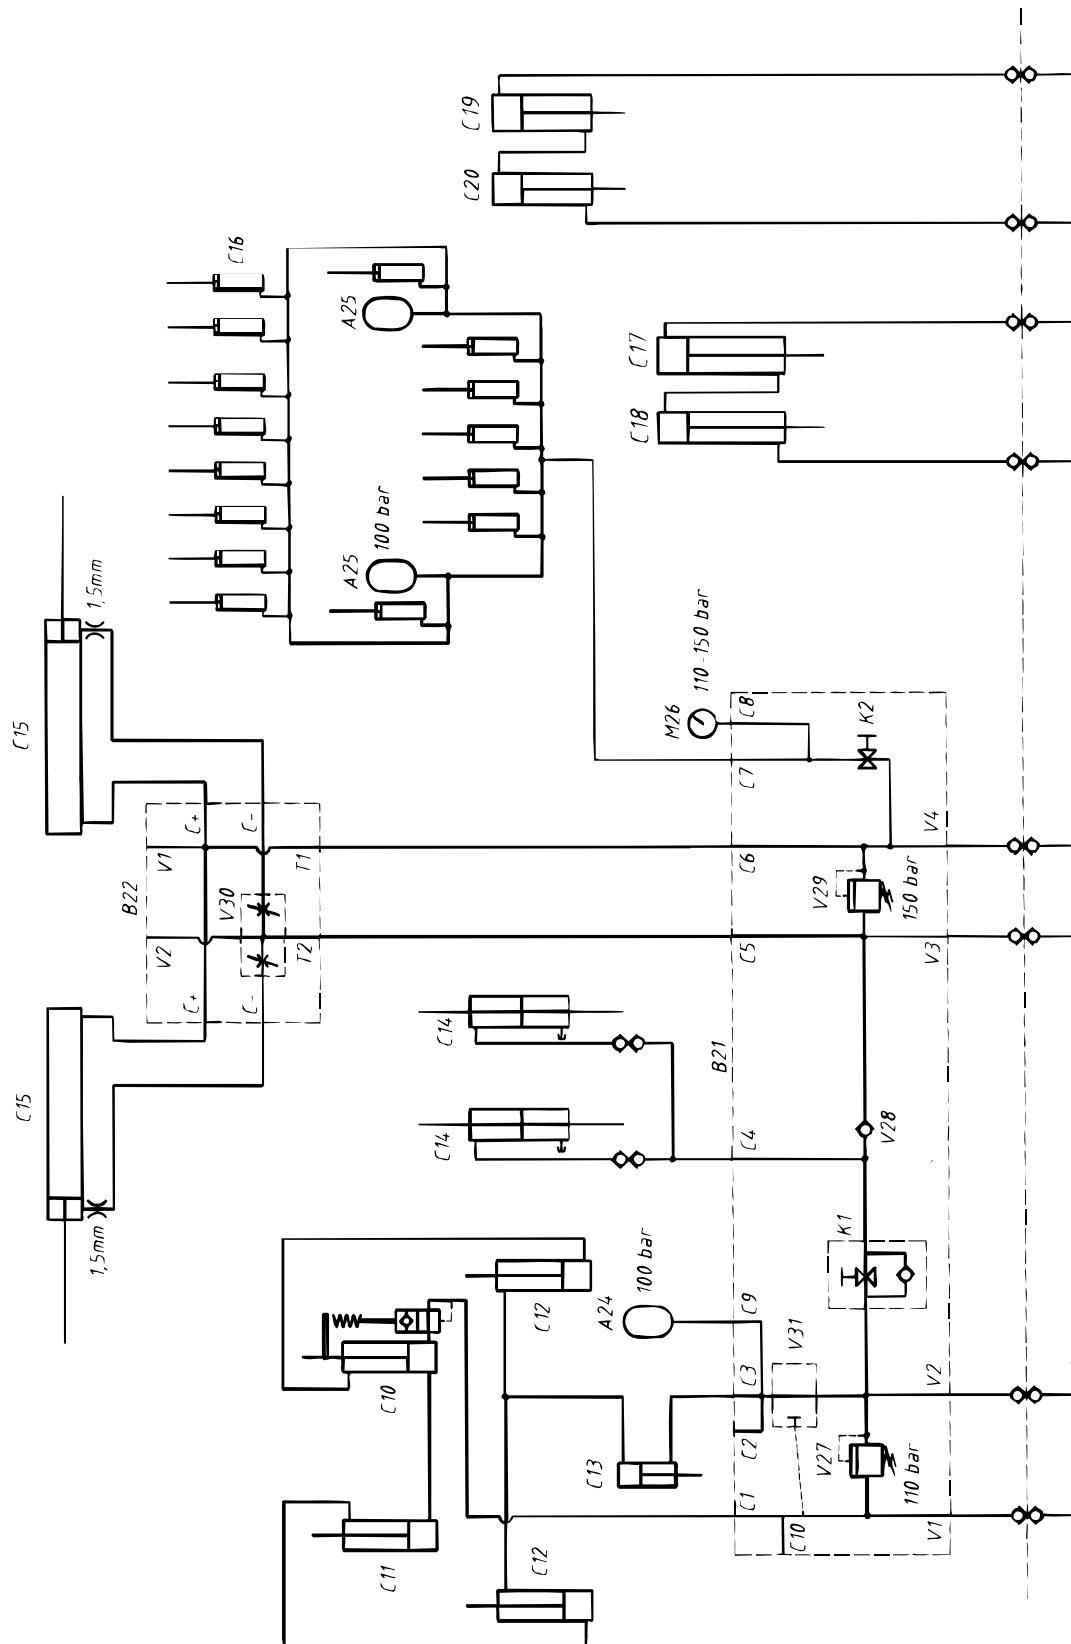 C19
C20
C16
A25
C17
C18
A25
100 bar
1,5mm
C15
M26
110-150 bar
C8
K2
C7
V4
C+
C-
V1
T1
B22
V30
C6
V29
150 bar
V2
T2
C5
V3
C+
C-
C14
B21
C15
C14
C4
V28
1,5mm
K1
C12
A24
100 bar
C9
V31
C10
C3
V2
C13
C2
V27
110 bar
C1
C10
V1
C11
C12